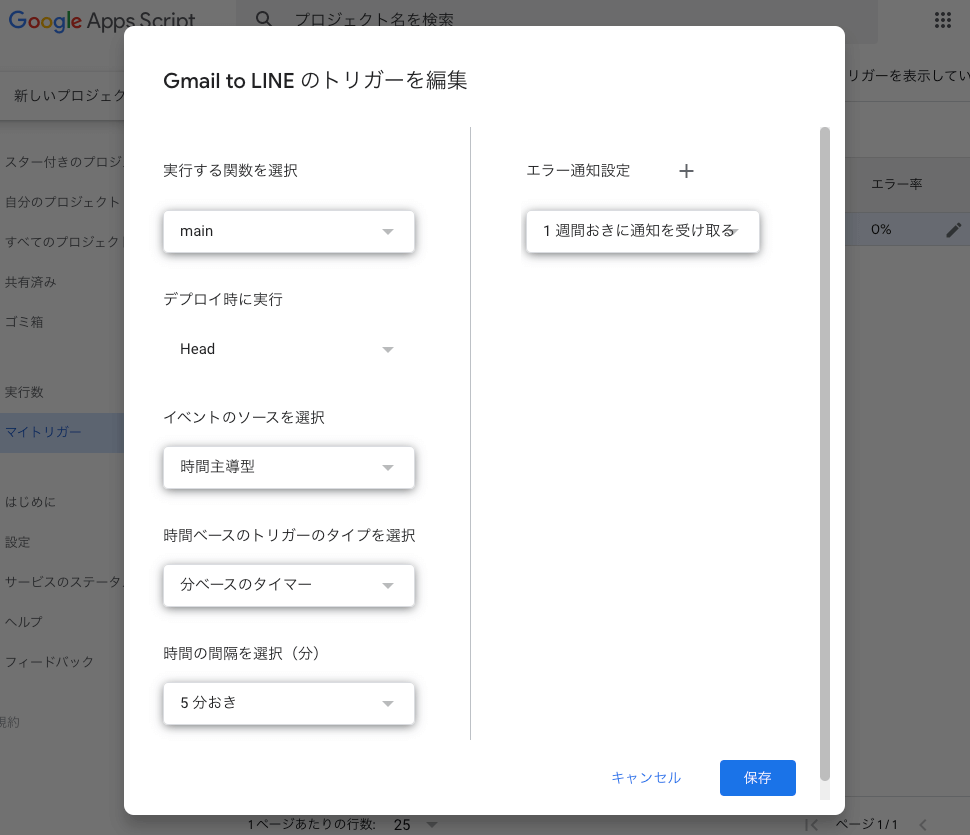 Google Apps Script
プロジェクト名を検索
リガーを表示してい
新しいプロジェク
スター付きのプロジ
自分のプロジェクト
すべてのプロジェクト
共有済み
ゴミ箱
実行数
マイトリガー
はじめに
設定
サービスのステータ
ヘルプ
フィードバック
規約
Gmail to LINE のトリガーを編集
実行する関数を選択
main
デプロイ時に実行
Head
イベントのソースを選択
時間主導型
時間ベースのトリガーのタイプを選択
分ベースのタイマー
時間の間隔を選択（分）
5 分おき
エラー通知設定 +
1 週間おきに通知を受け取る
キャンセル
保存
エラー率
0%
1 ページあたりの行数: 25
ページ 1/1